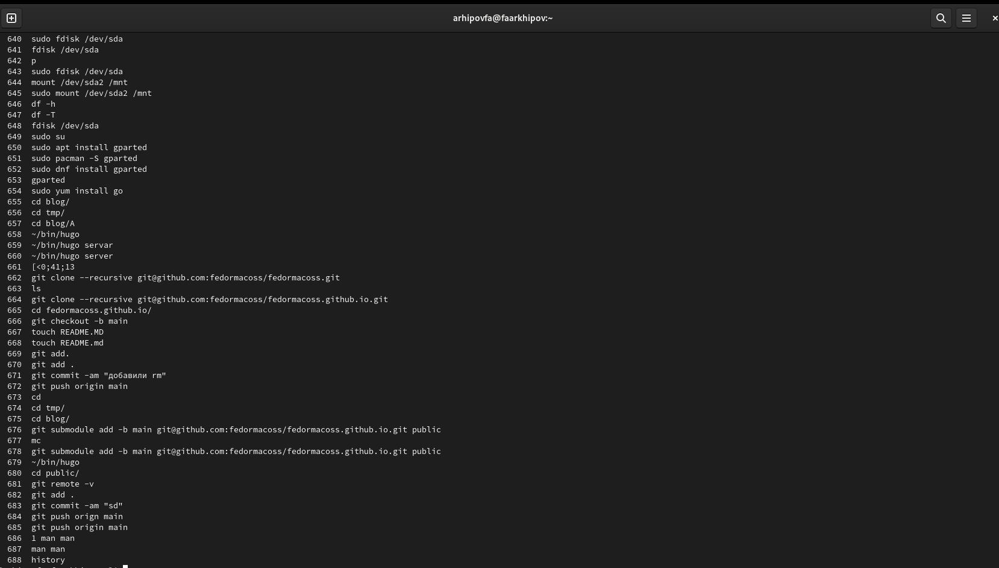 arhipovfa@faarkhipov:~
640 sudo fdisk /dev/sda
641 fdisk /dev/sda
642 p
643 sudo fdisk /dev/sda
644 mount /dev/sda2 /mnt
645 sudo mount /dev/sda2 /mnt
646 df -h
647 df -T
648 fdisk /dev/sda
649 sudo su
650 sudo apt install gparted
651 sudo pacman -S gparted
652 sudo dnf install gparted
653 gparted
654 sudo yum install go
655 cd blog/
656 cd tmp/
657 cd blog/A
658 ~/bin/hugo
659 ~/bin/hugo servar
660 ~/bin/hugo server
661 [<0;41;13
662 git clone --recursive git@github.com:fedormacoss/fedormacoss.git
663 ls
664 git clone --recursive git@github.com:fedormacoss/fedormacoss.github.io.git
665 cd fedormacoss.github.io/
666 git checkout -b main
667 touch README.MD
668 touch README.md
669 git add.
670 git add .
671 git commit -am "добавили rm"
672 git push origin main
673 cd
674 cd tmp/
675 cd blog/
676 git submodule add -b main git@github.com:fedormacoss/fedormacoss.github.io.git public
677 mc
678 git submodule add -b main git@github.com:fedormacoss/fedormacoss.github.io.git public
679 ~/bin/hugo
680 cd public/
681 git remote -v
682 git add .
683 git commit -am "sd"
684 git push orign main
685 git push origin main
686 1 man man
687 man man
688 history